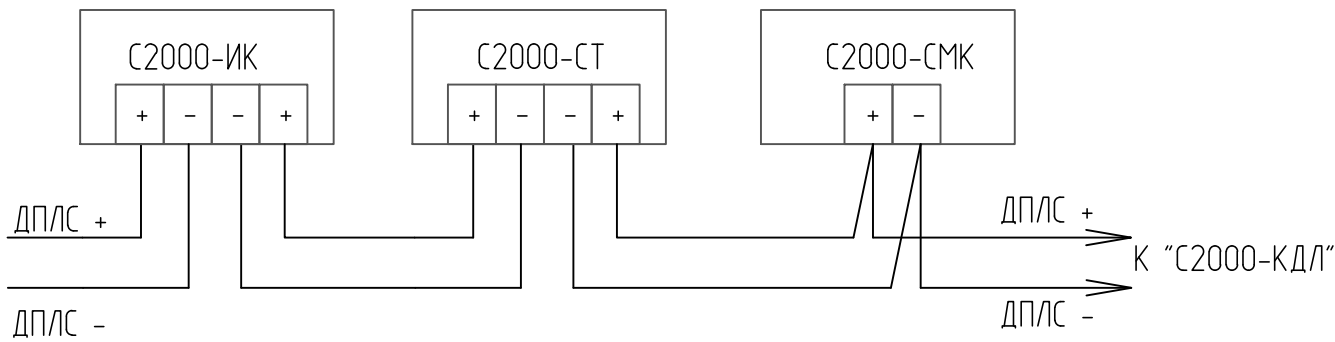 С2000-ИК С2000-СТ С2000-СМК
+ - - + + - - + + -
ДПЛС + ДПЛС +
К "С2000-КДЛ"
ДПЛС - ДПЛС -